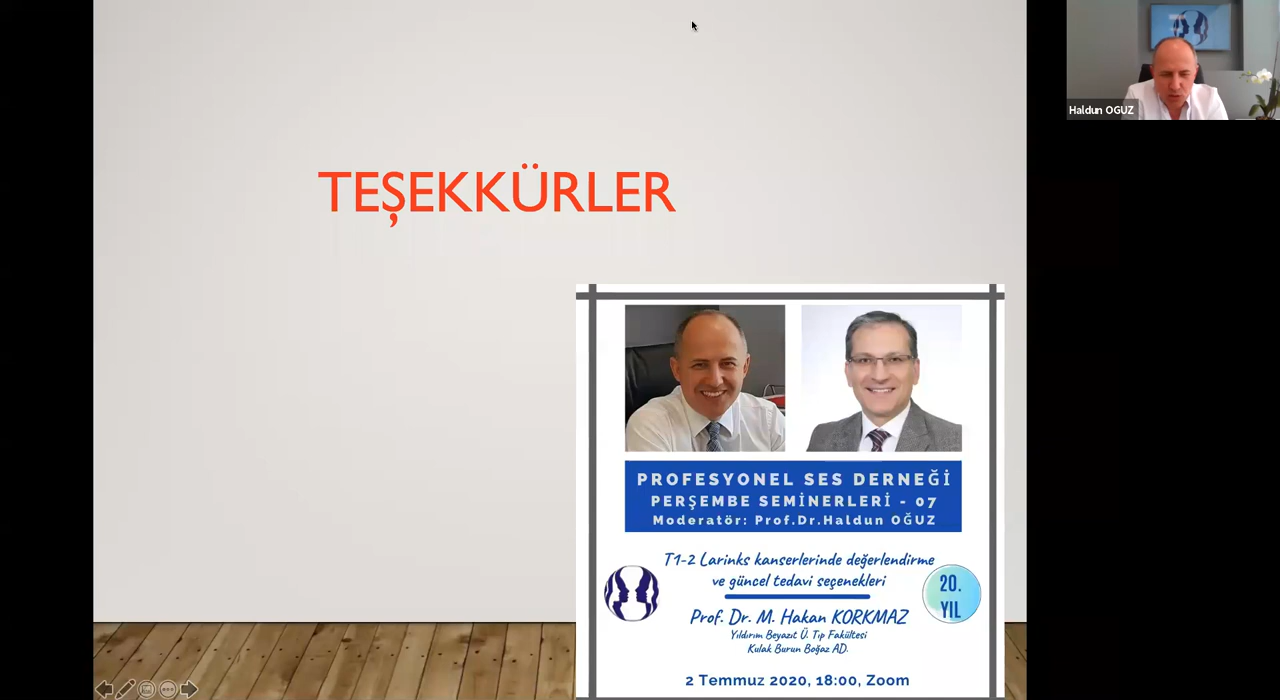 TEŞEKKÜRLER
Haldun OGUZ
PROFESYONEL SES DERNEĞİ
PERŞEMBE SEMİNERLERİ - 07
Moderatör: Prof.Dr.Haldun OĞUZ
T1-2 Larinks kanserlerinde değerlendirme
ve güncel tedavi seçenekleri
20.
YIL
Prof. Dr. M. Hakan KORKMAZ
Yıldırım Beyazıt Ü. Tıp Fakültesi
Kulak Burun Boğaz AD.
2 Temmuz 2020, 18:00, Zoom